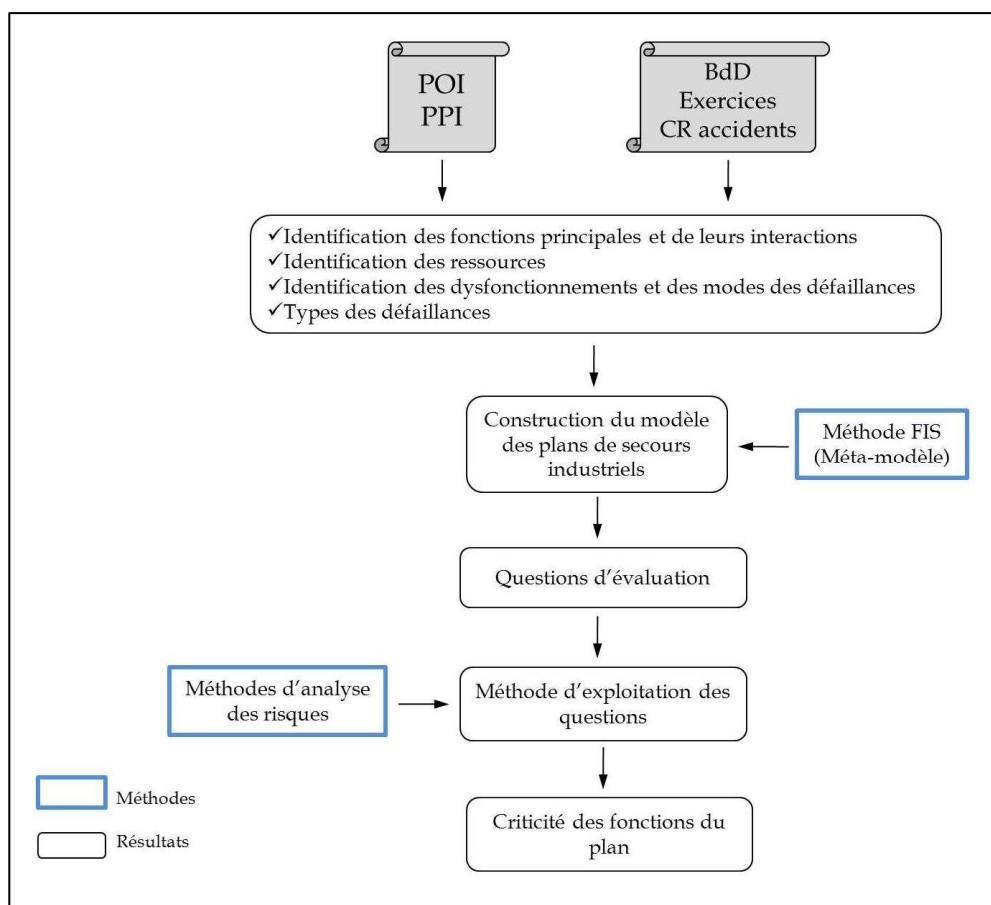 POI
PPI
BdD
Exercices
CR accidents
✓Identification des fonctions principales et de leurs interactions
✓Identification des ressources
✓Identification des dysfonctionnements et des modes des défaillances
✓Types des défaillances
Construction du modèle
des plans de secours
industriels
Méthode FIS
(Méta-modèle)
Questions d'évaluation
Méthodes d'analyse
des risques
Méthode d'exploitation des
questions
Méthodes
Résultats
Criticité des fonctions du
plan